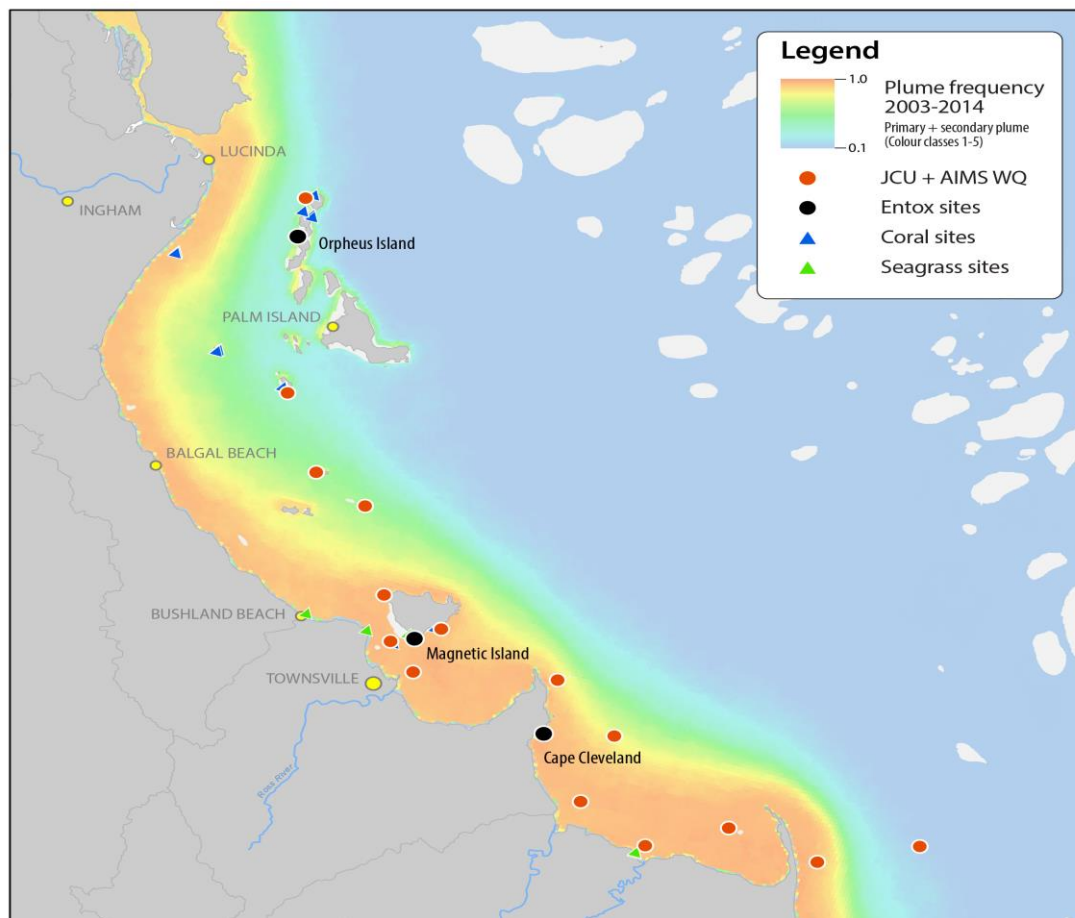 Legend
1.0
Plume frequency
2003-2014
Primary + secondary plume
(Colour classes 1-5)
0.1
JCU + AIMS WQ
Entox sites
Coral sites
Seagrass sites
LUCINDA
INGHAM
Orpheus Island
PALM ISLAND
BALGAL BEACH
BUSHLAND BEACH
Magnetic Island
TOWNSVILLE
Cape Cleveland
Ross River